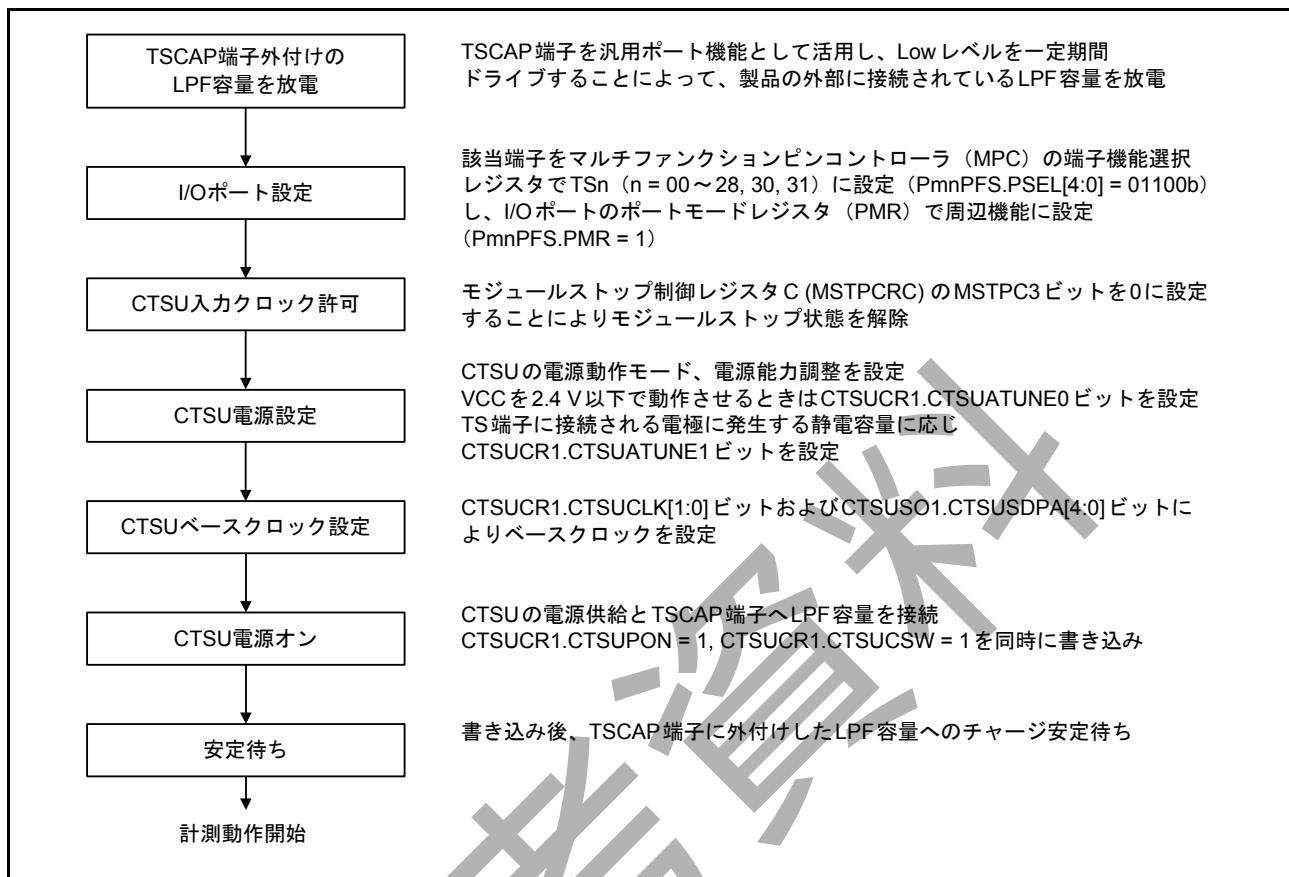 TSCAP端子外付けの
LPF容量を放電
TSCAP端子を汎用ポート機能として活用し、Lowレベルを一定期間
ドライブすることによって、製品の外部に接続されているLPF容量を放電
I/Oポート設定
該当端子をマルチファンクションピンコントローラ（MPC）の端子機能選択
レジスタでTSn（n = 00～28, 30, 31）に設定（PmnPFS.PSEL[4:0] = 01100b）
し、I/Oポートのポートモードレジスタ（PMR）で周辺機能に設定
（PmnPFS.PMR = 1）
CTSU入力クロック許可
モジュールストップ制御レジスタC (MSTPCRC) のMSTPC3ビットを0に設定
することによりモジュールストップ状態を解除
CTSU電源設定
CTSUの電源動作モード、電源能力調整を設定
VCCを2.4 V以下で動作させるときはCTSUCR1.CTSUATUNE0ビットを設定
TS端子に接続される電極に発生する静電容量に応じ
CTSUCR1.CTSUATUNE1ビットを設定
CTSUベースクロック設定
CTSUCR1.CTSUCLK[1:0]ビットおよびCTSUSO1.CTSUSDPA[4:0]ビットに
よりベースクロックを設定
CTSU電源オン
CTSUの電源供給とTSCAP端子へLPF容量を接続
CTSUCR1.CTSUPON = 1, CTSUCR1.CTSUCSW = 1を同時に書き込み
安定待ち
書き込み後、TSCAP端子に外付けしたLPF容量へのチャージ安定待ち
計測動作開始
考資料